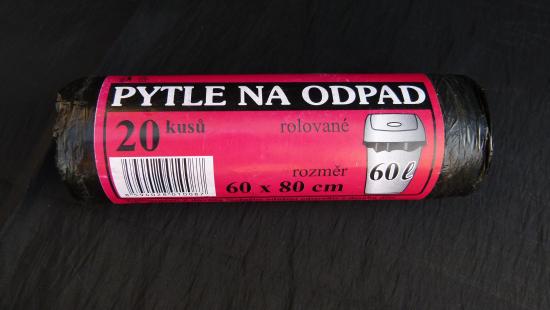 PYTLE NA ODPAD
20 kusů
rolované
rozměr
60 x 80 cm
60 ℓ